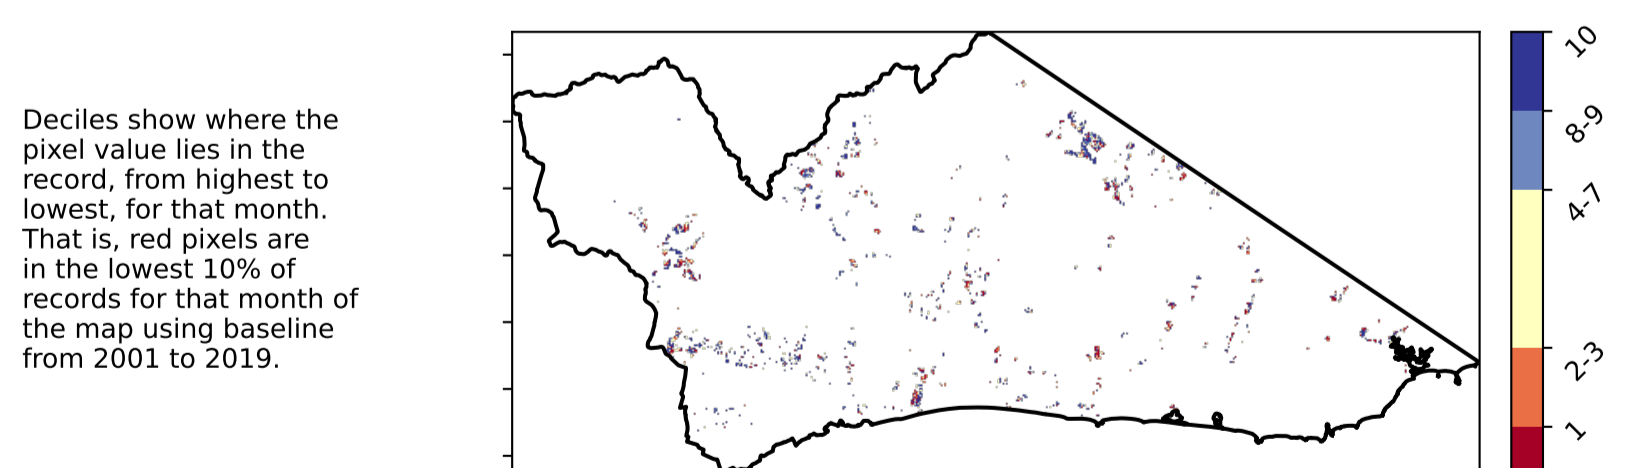 Deciles show where the
pixel value lies in the
record, from highest to
lowest, for that month.
That is, red pixels are
in the lowest 10% of
records for that month of
the map using baseline
from 2001 to 2019.
10
8-9
4-7
2-3
1